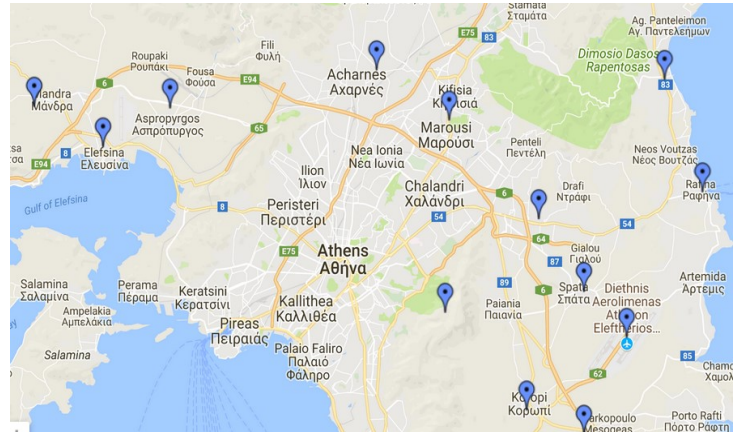 Stamata
Σταμάτα
E75
83
Ag. Panteleimon
Αγ. Παντελεήμων
Fili
Φυλή
Roupaki
Ρουπάκι
Fousa
Φούσα
6
E94
Acharnes
Αχαρνές
Dimosio Dasos
Rapentosas
83
Μάνδρα
Kifisia
Aspropyrgos
Ασπρόπυργος
65
Marousi
Μαρούσι
Elefsina
Ελευσίνα
8
E94
Nea Ionia
Νέα Ιωνία
Penteli
Πεντέλη
Neos Voutzas
Νέος Βουτζάς
Ilion
Ίλιον
Chalandri
Χαλάνδρι
6
Drafi
Ντράφι
Ραφήνα
Gulf of Elefsina
8
Peristeri
Περιστέρι
54
54
64
E75
Athens
Αθήνα
Gialou
Γιαλού
87
Salamina
Σαλαμίνα
Perama
Πέραμα
Keratsini
Κερατσίνι
Kallithea
Καλλιθέα
89
6
Spata
Σπάτα
Diethnis
Aerolimenas
Eleftherios...
Artemida
Άρτεμις
Ampelakia
Αμπελάκια
Paiania
Παιανία
Pireas
Πειραιάς
Salamina
Palaio Faliro
Παλαιό
Φάληρο
85
62
Κορωπί
Porto Rafti
Πόρτο Ράφτη